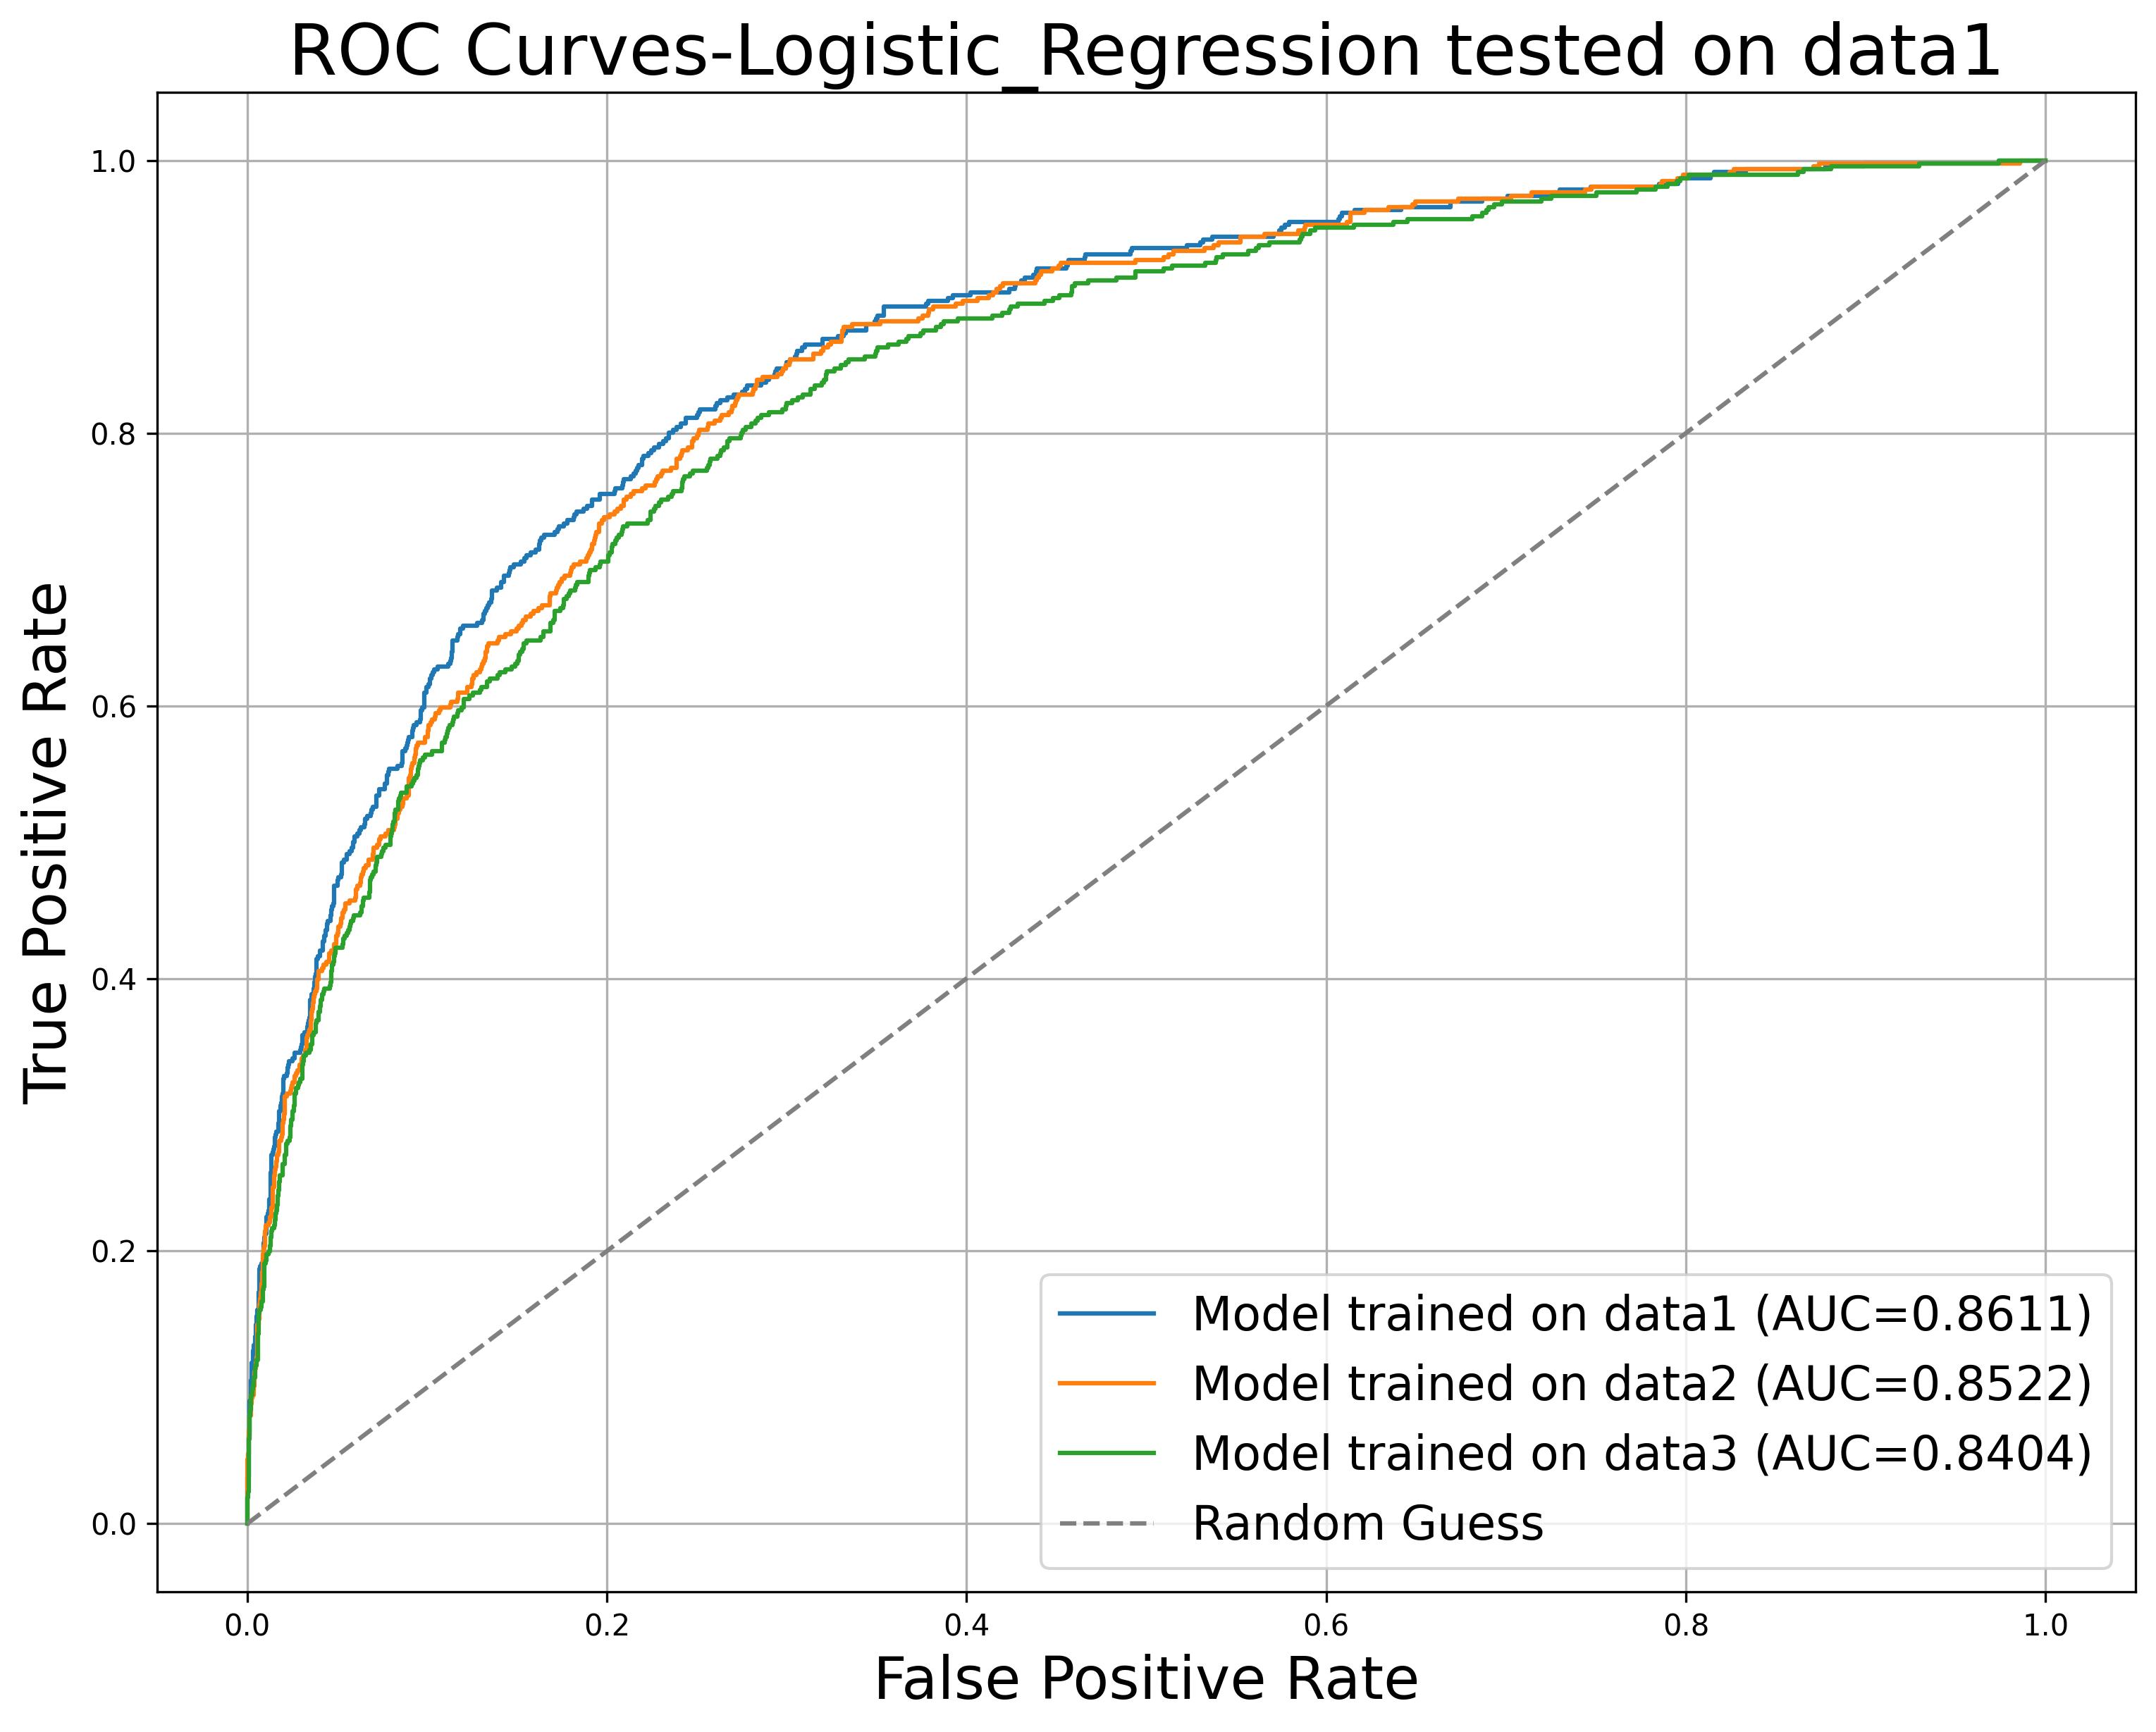 ROC Curves-Logistic_Regression tested on data1
True Positive Rate
1.0
0.8
0.6
0.4
0.2
0.0
0.0 0.2 0.4 0.6 0.8 1.0
False Positive Rate
Model trained on data1 (AUC=0.8611)
Model trained on data2 (AUC=0.8522)
Model trained on data3 (AUC=0.8404)
Random Guess